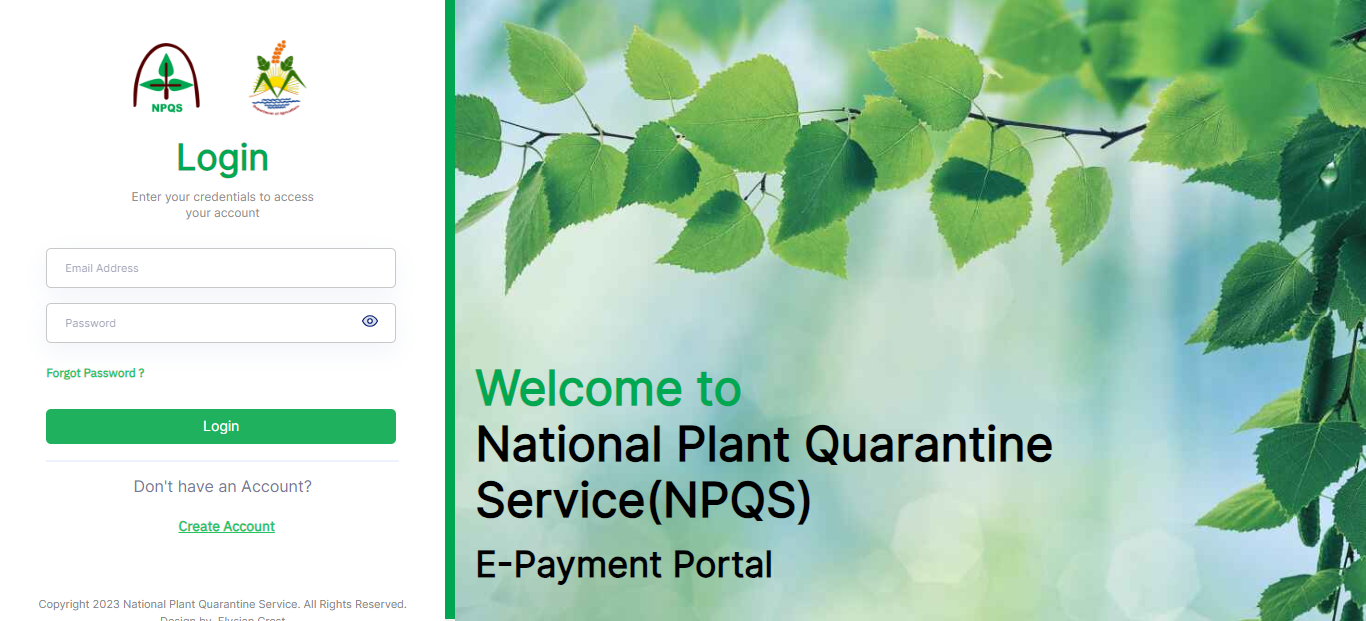 NPQS
Login
Enter your credentials to access
your account
Email Address
Password
Forgot Password ?
Login
Don't have an Account?
Create Account
Copyright 2023 National Plant Quarantine Service. All Rights Reserved.
Design by
Welcome to
National Plant Quarantine
Service(NPQS)
E-Payment Portal